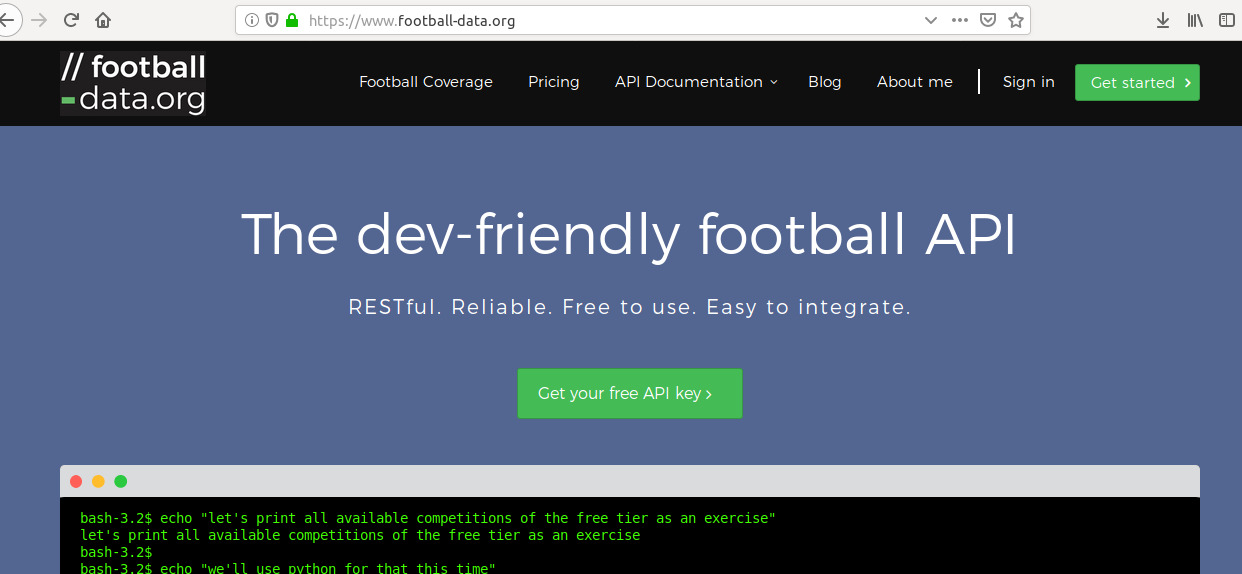 https://www.football-data.org
// football
-data.org
Football Coverage
Pricing
API Documentation
Blog
About me
Sign in
Get started
The dev-friendly football API
RESTful. Reliable. Free to use. Easy to integrate.
Get your free API key
bash-3.2$ echo "let's print all available competitions of the free tier as an exercise"
let's print all available competitions of the free tier as an exercise
bash-3.2$
bash-3.2$ echo "we'll use python for that this time"